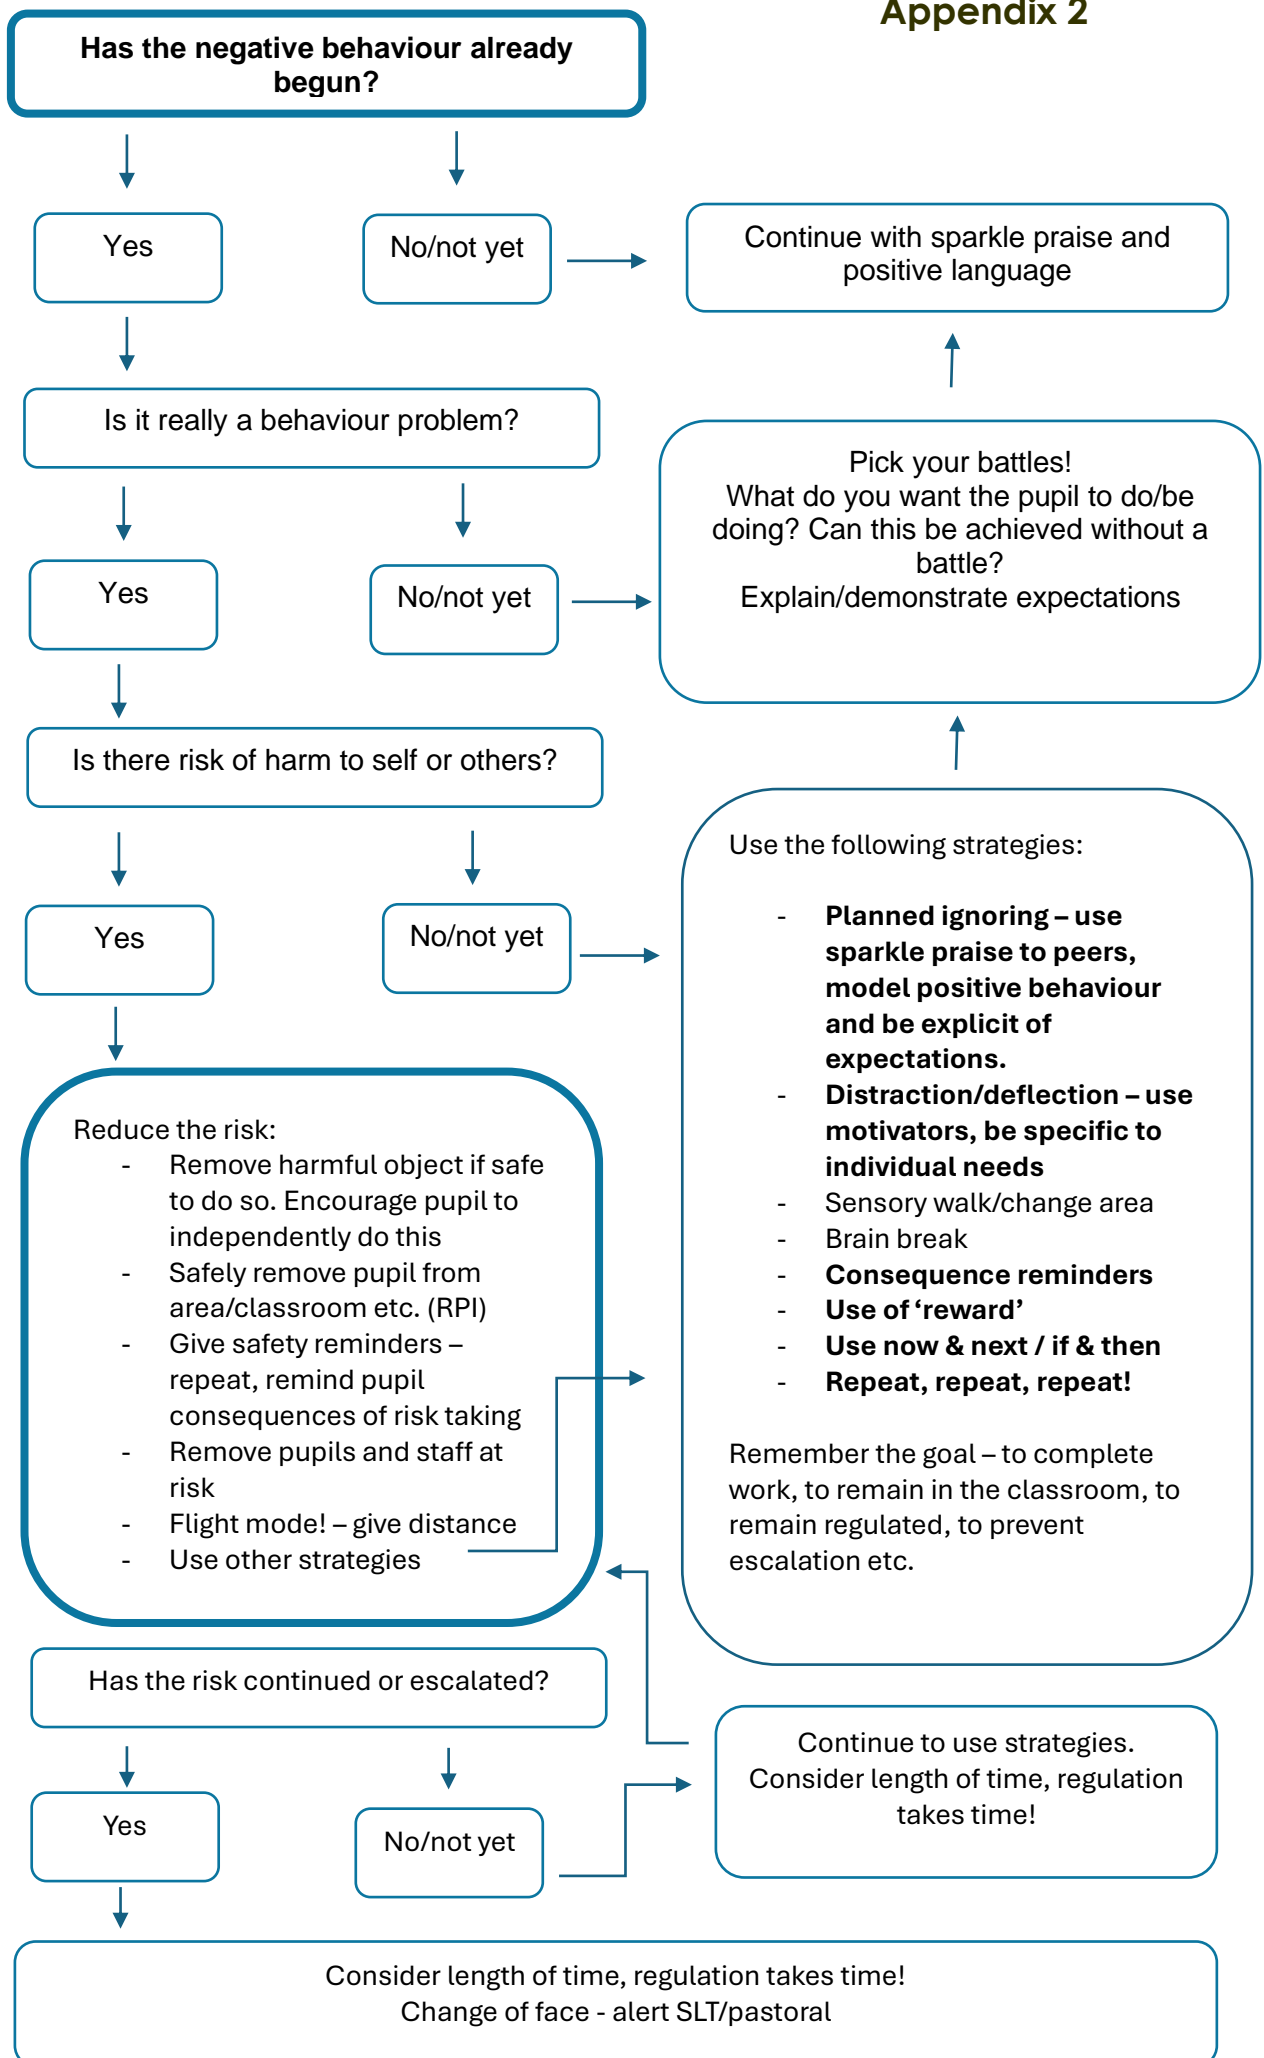 Appendix 2
Has the negative behaviour already
begun?
Yes
No/not yet
Continue with sparkle praise and
positive language
Is it really a behaviour problem?
Pick your battles!
What do you want the pupil to do/be
doing? Can this be achieved without a
battle?
Explain/demonstrate expectations
Yes
No/not yet
Is there risk of harm to self or others?
Yes
No/not yet
Use the following strategies:
- Planned ignoring – use
sparkle praise to peers,
model positive behaviour
and be explicit of
expectations.
- Distraction/deflection – use
motivators, be specific to
individual needs
- Sensory walk/change area
- Brain break
- Consequence reminders
- Use of ‘reward’
- Use now & next / if & then
- Repeat, repeat, repeat!
Remember the goal – to complete
work, to remain in the classroom, to
remain regulated, to prevent
escalation etc.
Reduce the risk:
- Remove harmful object if safe
to do so. Encourage pupil to
independently do this
- Safely remove pupil from
area/classroom etc. (RPI)
- Give safety reminders –
repeat, remind pupil
consequences of risk taking
- Remove pupils and staff at
risk
- Flight mode! – give distance
- Use other strategies
Has the risk continued or escalated?
Yes
No/not yet
Continue to use strategies.
Consider length of time, regulation
takes time!
Consider length of time, regulation takes time!
Change of face - alert SLT/pastoral